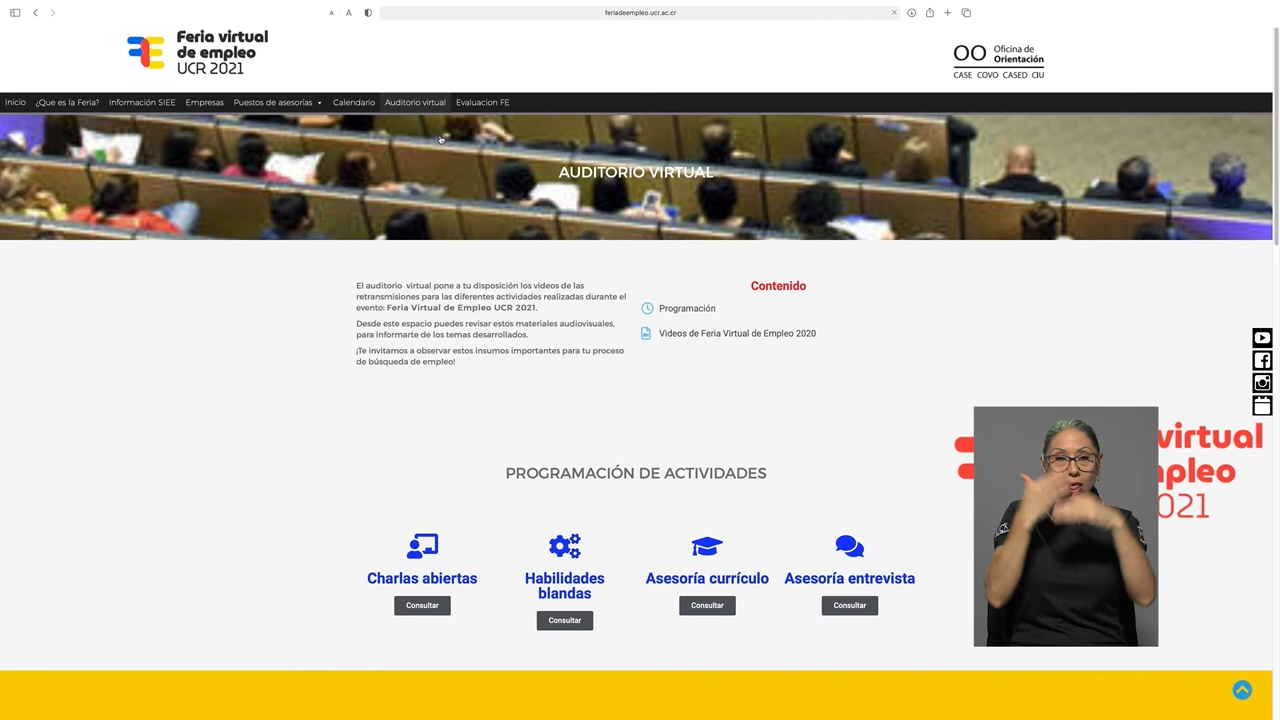 A A feriadeempleo.ucr.ac.cr
Feria virtual
de empleo
UCR 2021
Oficina de
Orientación
CASE COVO CASED CIU
Inicio ¿Que es la Feria? Información SIEE Empresas Puestos de asesorías Calendario Auditorio virtual Evaluacion FE
AUDITORIO VIRTUAL
El auditorio virtual pone a tu disposición los videos de las
retransmisiones para las diferentes actividades realizadas durante el
evento: Feria Virtual de Empleo UCR 2021.
Desde este espacio puedes revisar estos materiales audiovisuales,
para informarte de los temas desarrollados.
¡Te invitamos a observar estos insumos importantes para tu proceso
de búsqueda de empleo!
Contenido
Programación
Videos de Feria Virtual de Empleo 2020
virtual
mpleo
2021
PROGRAMACIÓN DE ACTIVIDADES
Charlas abiertas
Consultar
Habilidades
blandas
Consultar
Asesoría currículo
Consultar
Asesoría entrevista
Consultar